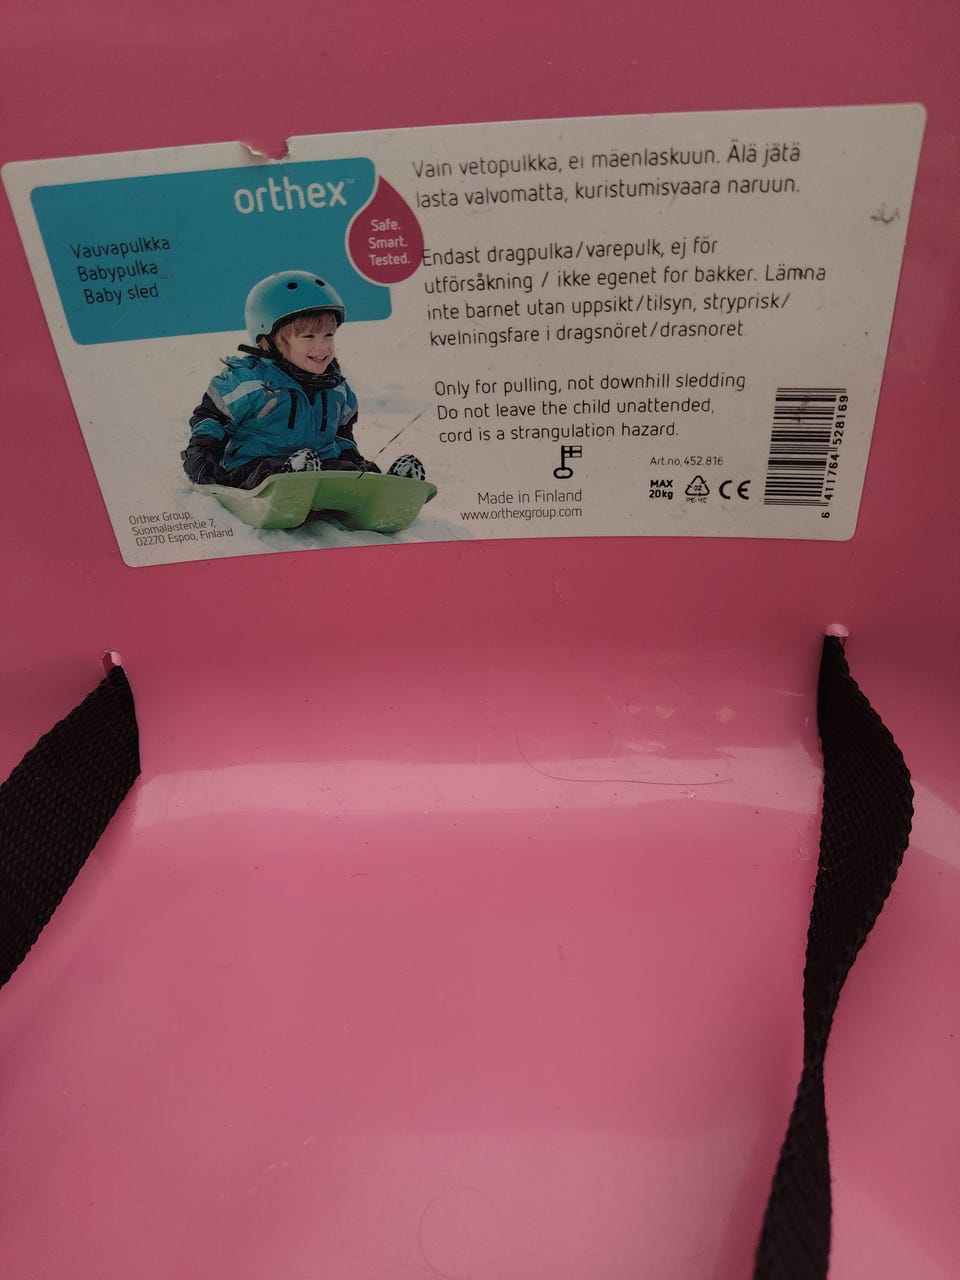 orthex™
Safe.
Smart.
Tested.
Vauvapulkka
Babypulka
Baby sled
Vain vetopulkka, ei mäenlaskuun. Älä jätä
lasta valvomatta, kuristumisvaara naruun.
Endast dragpulka/varepulk, ej för
utförsåkning / ikke egenet for bakker. Lämna
inte barnet utan uppsikt/tilsyn, stryprisk/
kvelningsfare i dragsnöret/drasnoret.
Only for pulling, not downhill sledding
Do not leave the child unattended,
cord is a strangulation hazard.
Made in Finland
www.orthexgroup.com
Art.no. 452.816
MAX
20kg
02
PE-HD
CE
6 411764 528169
Orthex Group,
Suomalaistentie 7,
02270 Espoo, Finland